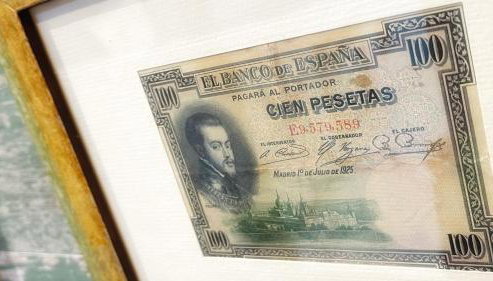 100
100
EL BANCO DE ESPAÑA
PAGARÁ AL PORTADOR
CIEN PESETAS
E9,579,589
EL INTERVENTOR
EL GOBERNADOR
EL CAJERO
MADRID 1º DE JULIO DE 1925
100
100